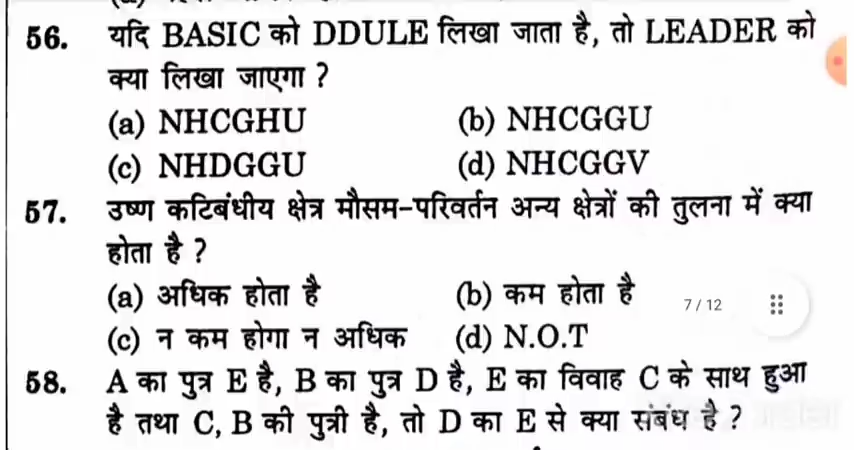 56. यदि BASIC को DDULE लिखा जाता है, तो LEADER को
क्या लिखा जाएगा ?
(a) NHCGHU (b) NHCGGU
(c) NHDGGU (d) NHCGGV
57. उष्ण कटिबंधीय क्षेत्र मौसम-परिवर्तन अन्य क्षेत्रों की तुलना में क्या
होता है ?
(a) अधिक होता है (b) कम होता है
7 / 12
(c) न कम होगा न अधिक (d) N.O.T
58. A का पुत्र E है, B का पुत्र D है, E का विवाह C के साथ हुआ
है तथा C, B की पुत्री है, तो D का E से क्या संबंध है ?